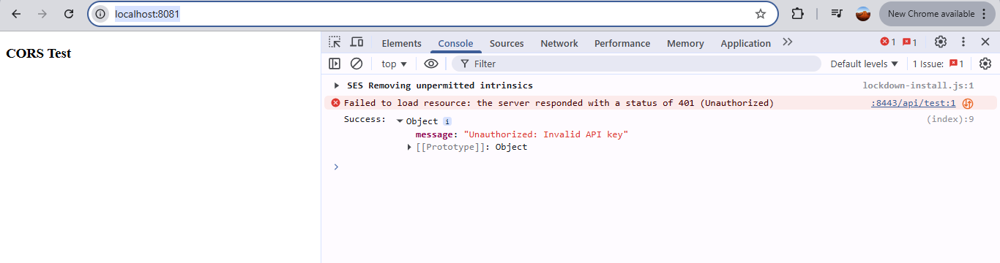 localhost:8081
New Chrome available
CORS Test
Elements Console Sources Network Performance Memory Application 1 1
top Filter Default levels 1 Issue: 1
SES Removing unpermitted intrinsics lockdown-install.js:1
Failed to load resource: the server responded with a status of 401 (Unauthorized) :8443/api/test:1
Success: Object i (index):9
message: "Unauthorized: Invalid API key"
[[Prototype]]: Object